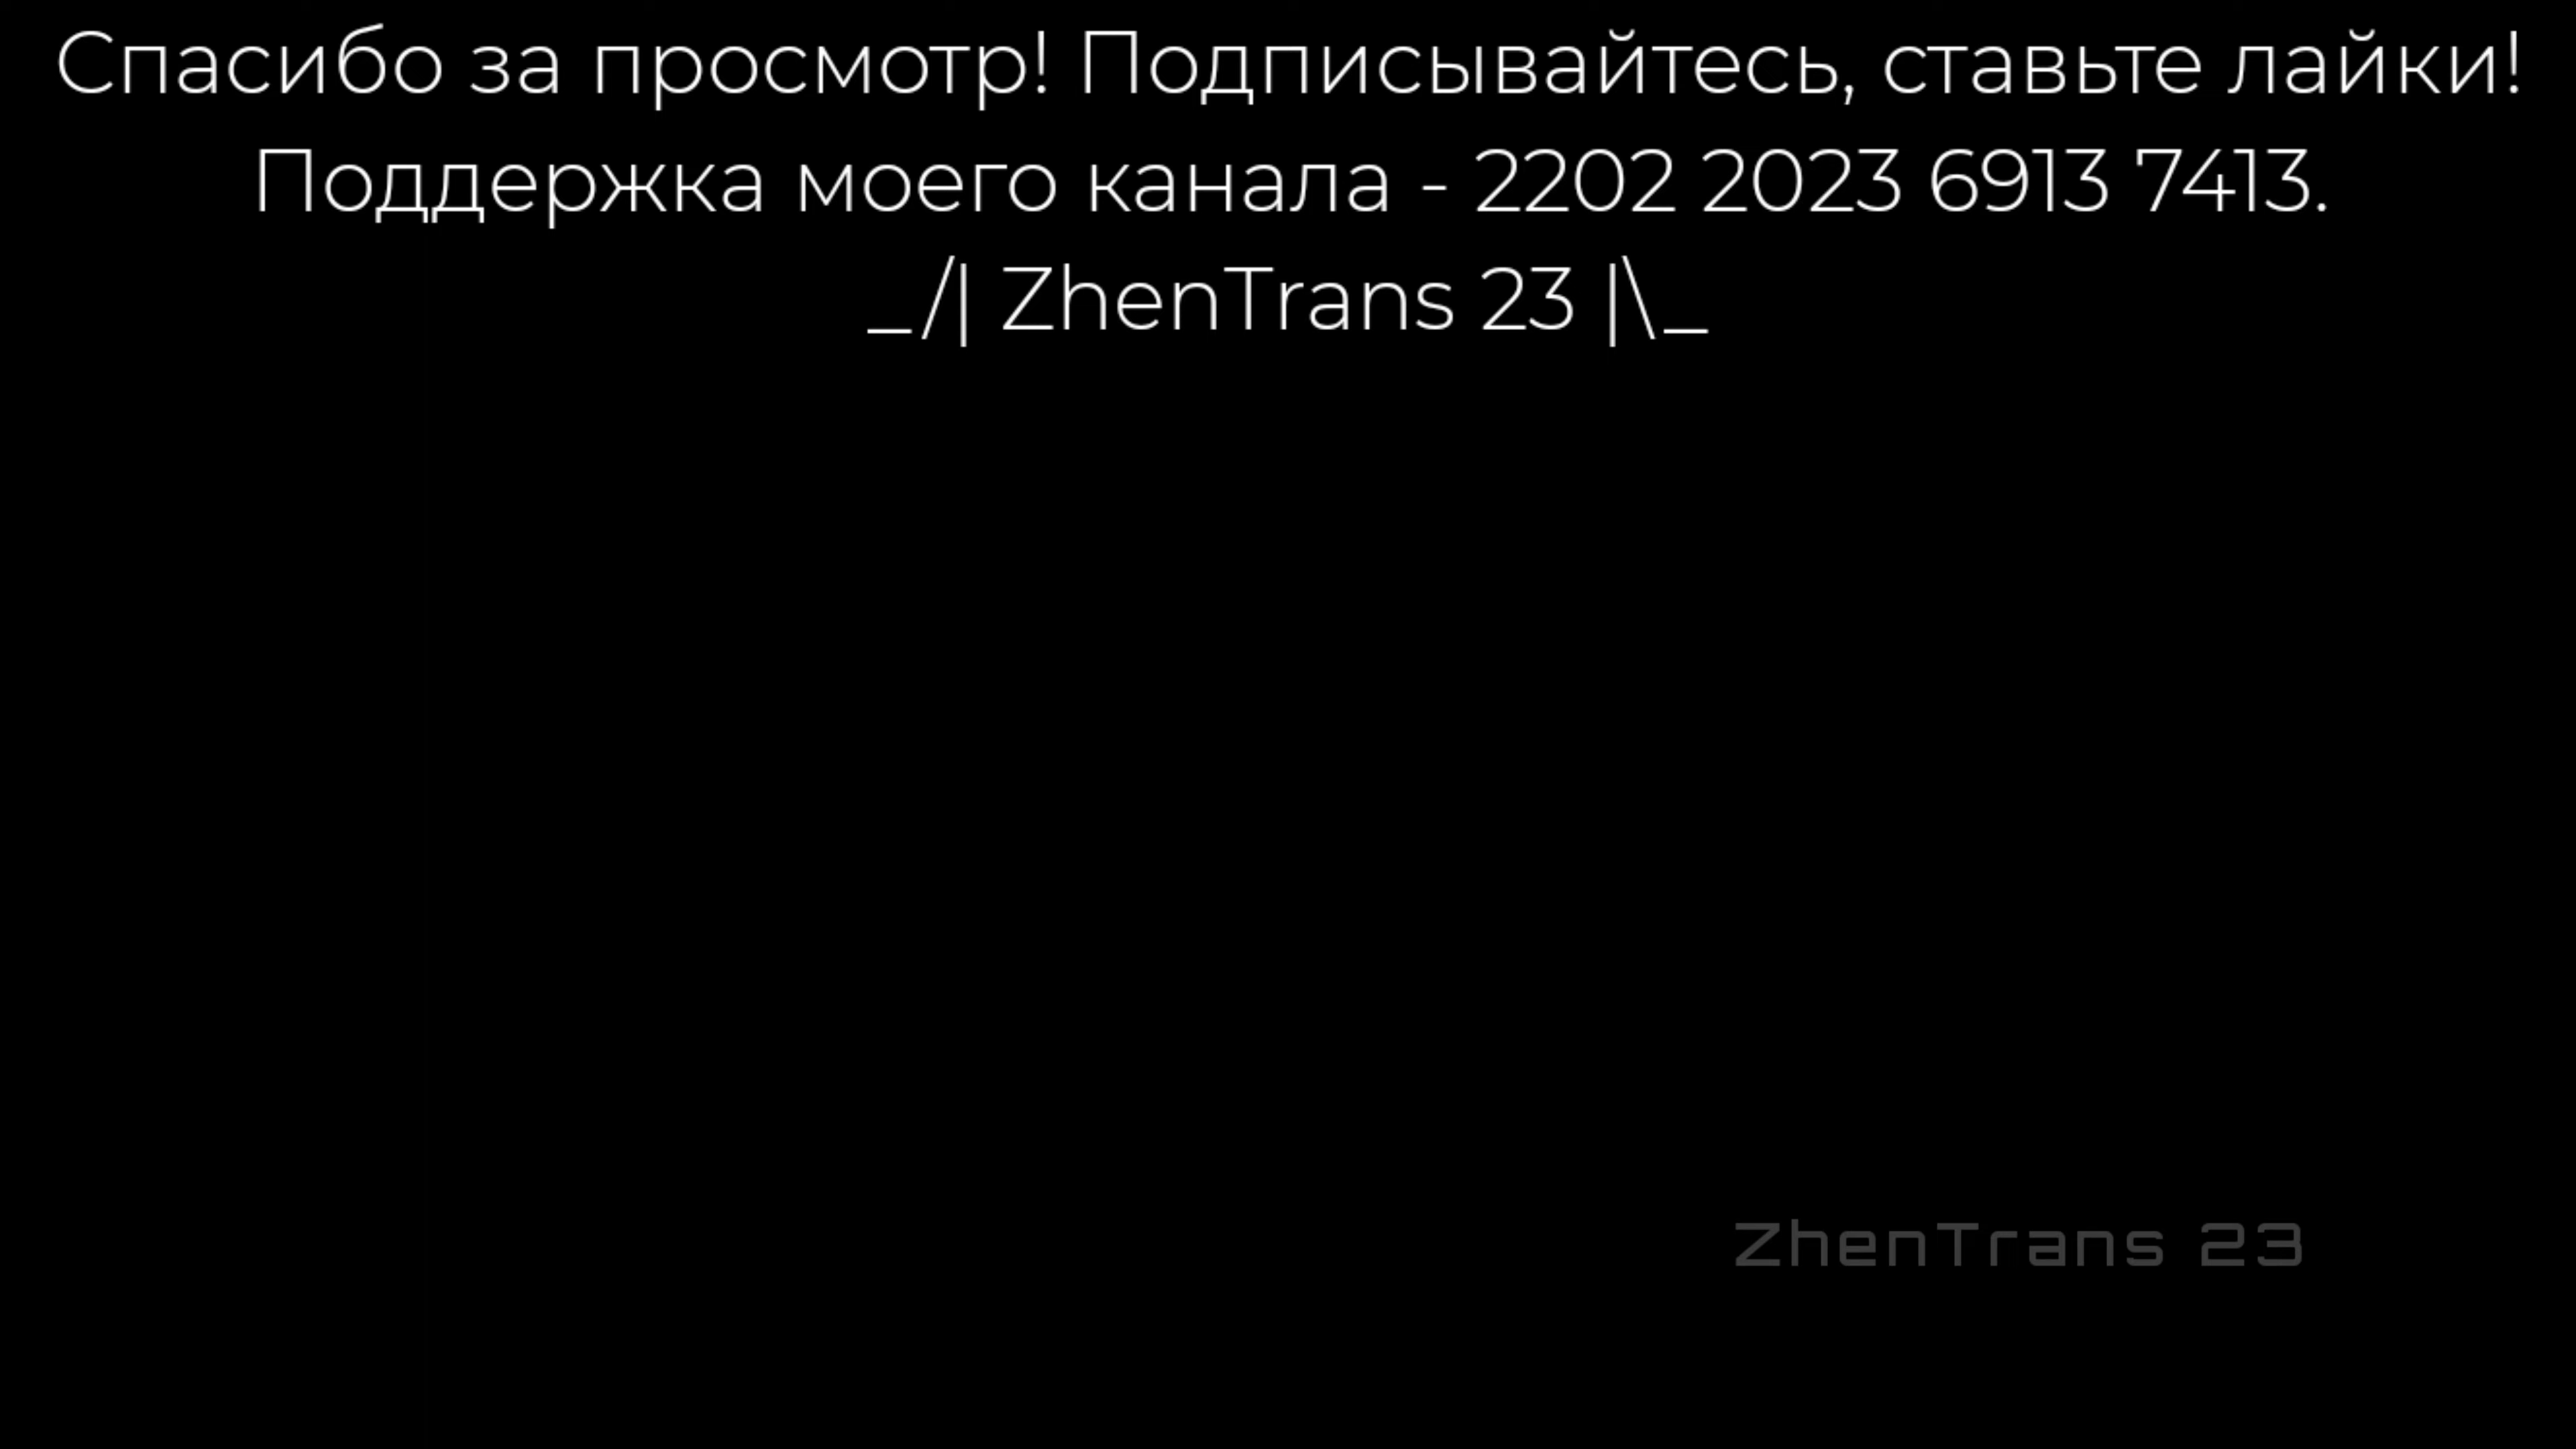 Спасибо за просмотр! Подписывайтесь, ставьте лайки!
Поддержка моего канала - 2202 2023 6913 7413.
_/| ZhenTrans 23 |\_
ZhenTrans 23